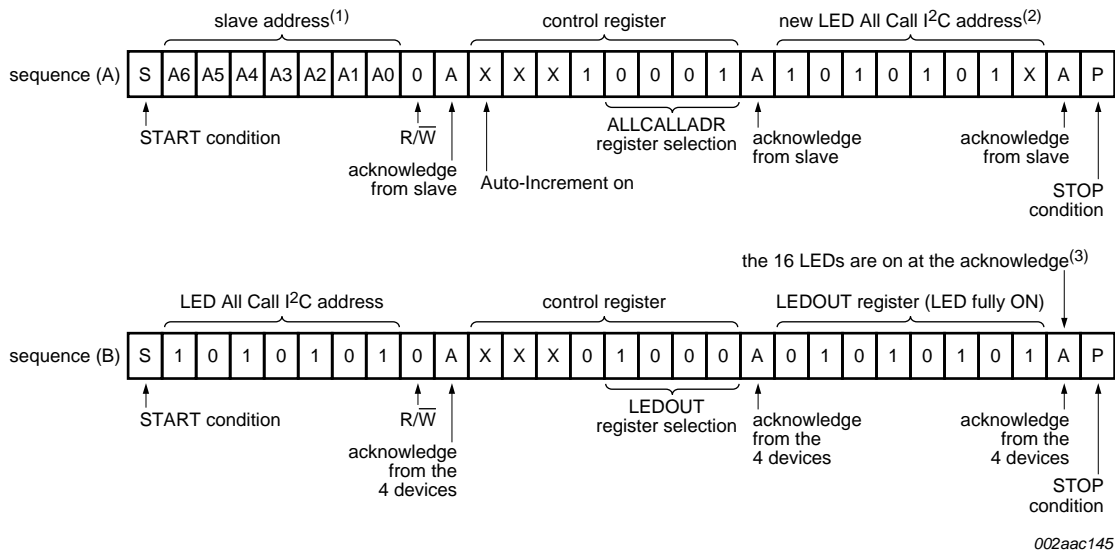 slave address(1) control register new LED All Call I2C address(2)
sequence (A) S A6 A5 A4 A3 A2 A1 A0 0 A X X X 1 0 0 0 1 A 1 0 1 0 1 0 1 X A P
START condition R/W̅ ALLCALLADR register selection acknowledge from slave acknowledge from slave
acknowledge from slave Auto-Increment on STOP condition
the 16 LEDs are on at the acknowledge(3)
LED All Call I2C address control register LEDOUT register (LED fully ON)
sequence (B) S 1 0 1 0 1 0 1 0 A X X X 0 1 0 0 0 A 0 1 0 1 0 1 0 1 A P
START condition R/W̅ LEDOUT register selection acknowledge from the 4 devices acknowledge from the 4 devices
acknowledge from the 4 devices STOP condition
002aac145